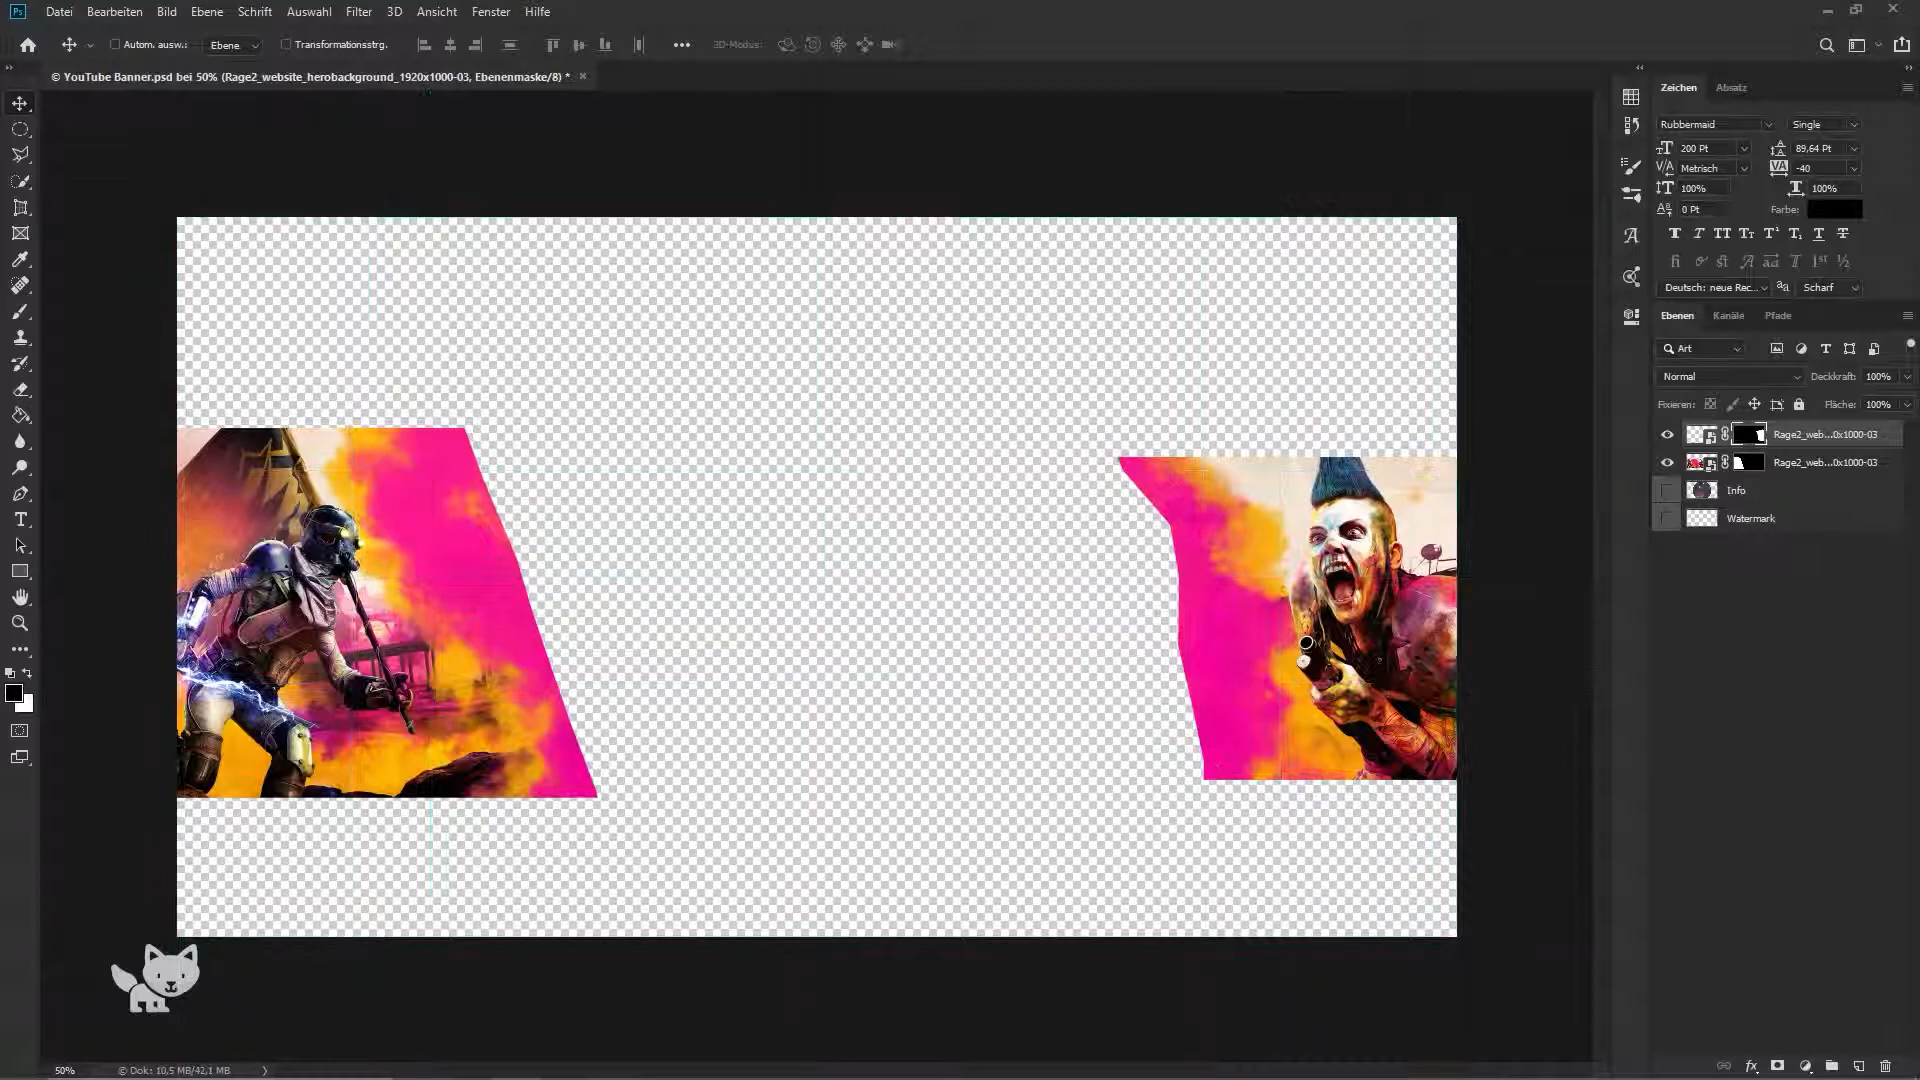 Ps Datei Bearbeiten Bild Ebene Schrift Auswahl Filter 3D Ansicht Fenster Hilfe
Autom. ausw.: Ebene Transformationsstrg. 3D-Modus:
© YouTube Banner.psd bei 50% (Rage2_website_herobackground_1920x1000-03, Ebenenmaske/8) *
Zeichen Absatz
Rubbermaid Single
200 Pt 89,64 Pt
Metrisch -40
100% 100%
0 Pt Farbe:
Deutsch: neue Rec... Scharf
Ebenen Kanäle Pfade
Art
Normal Deckkraft: 100%
Fixieren: Fläche: 100%
Rage2_web...0x1000-03
Rage2_web...0x1000-03
Info
Watermark
50% © Dok: 10,5 MB/42,1 MB